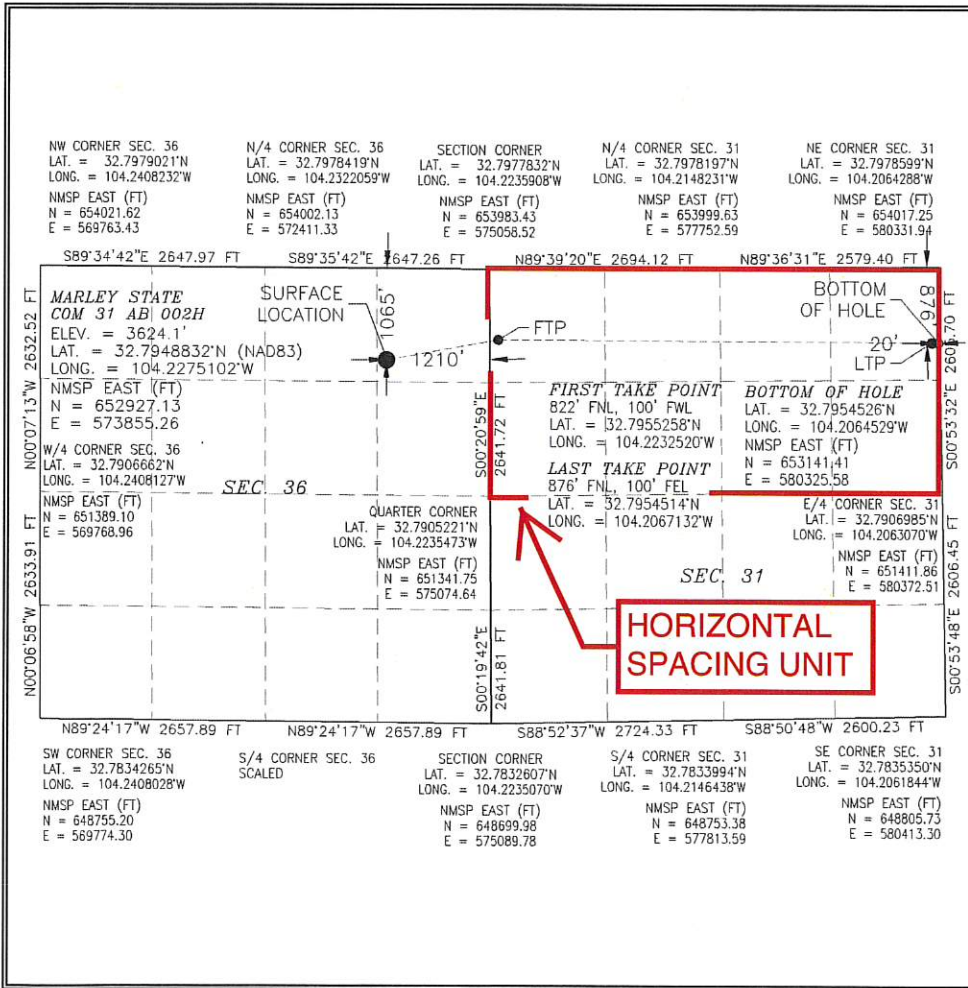 NW CORNER SEC. 36
LAT. = 32.7979021°N
LONG. = 104.2408232°W
NMSP EAST (FT)
N = 654021.62
E = 569763.43
N/4 CORNER SEC. 36
LAT. = 32.7978419°N
LONG. = 104.2322059°W
NMSP EAST (FT)
N = 654002.13
E = 572411.33
SECTION CORNER
LAT. = 32.7977832°N
LONG. = 104.2235908°W
NMSP EAST (FT)
N = 653983.43
E = 575058.52
N/4 CORNER SEC. 31
LAT. = 32.7978197°N
LONG. = 104.2148231°W
NMSP EAST (FT)
N = 653999.63
E = 577752.59
NE CORNER SEC. 31
LAT. = 32.7978599°N
LONG. = 104.2064288°W
NMSP EAST (FT)
N = 654017.25
E = 580331.94
S89°34'42"E 2647.97 FT
S89°35'42"E 2647.26 FT
N89°39'20"E 2694.12 FT
N89°36'31"E 2579.40 FT
N00°07'13"W 2632.52 FT
MARLEY STATE
COM 31 AB 002H
ELEV. = 3624.1'
LAT. = 32.7948832°N (NAD83)
LONG. = 104.2275102°W
NMSP EAST (FT)
N = 652927.13
E = 573855.26
SURFACE
LOCATION
1065'
1210'
FTP
BOTTOM
OF HOLE
876'
20'
LTP
S00°20'59"E
2641.72 FT
FIRST TAKE POINT
822' FNL, 100' FWL
LAT. = 32.7955258°N
LONG. = 104.2232520°W
LAST TAKE POINT
876' FNL, 100' FEL
LAT. = 32.7954514°N
LONG. = 104.2067132°W
BOTTOM OF HOLE
LAT. = 32.7954526°N
LONG. = 104.2064529°W
NMSP EAST (FT)
N = 653141.41
E = 580325.58
S00°53'32"E
W/4 CORNER SEC. 36
LAT. = 32.7906662°N
LONG. = 104.2408127°W
NMSP EAST (FT)
N = 651389.10
E = 569768.96
SEC. 36
QUARTER CORNER
LAT. = 32.7905221°N
LONG. = 104.2235473°W
NMSP EAST (FT)
N = 651341.75
E = 575074.64
E/4 CORNER SEC. 31
LAT. = 32.7906985°N
LONG. = 104.2063070°W
NMSP EAST (FT)
N = 651411.86
E = 580372.51
SEC. 31
N00°06'58"W 2633.91 FT
S00°19'42"E
2641.81 FT
S00°53'48"E 2606.45 FT
HORIZONTAL
SPACING UNIT
N89°24'17"W 2657.89 FT
N89°24'17"W 2657.89 FT
S88°52'37"W 2724.33 FT
S88°50'48"W 2600.23 FT
SW CORNER SEC. 36
LAT. = 32.7834265°N
LONG. = 104.2408028°W
NMSP EAST (FT)
N = 648755.20
E = 569774.30
S/4 CORNER SEC. 36
SCALED
SECTION CORNER
LAT. = 32.7832607°N
LONG. = 104.2235070°W
NMSP EAST (FT)
N = 648699.98
E = 575089.78
S/4 CORNER SEC. 31
LAT. = 32.7833994°N
LONG. = 104.2146438°W
NMSP EAST (FT)
N = 648753.38
E = 577813.59
SE CORNER SEC. 31
LAT. = 32.7835350°N
LONG. = 104.2061844°W
NMSP EAST (FT)
N = 648805.73
E = 580413.30